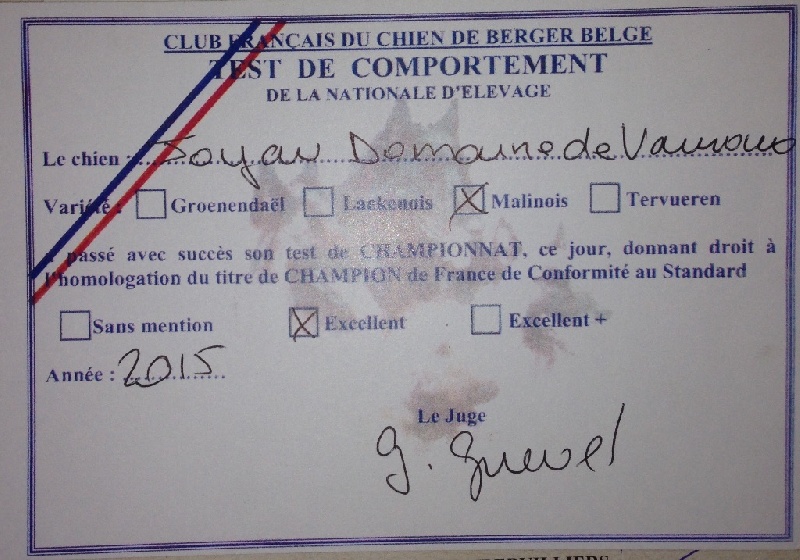 CLUB FRANÇAIS DU CHIEN DE BERGER BELGE
TEST DE COMPORTEMENT
DE LA NATIONALE D'ELEVAGE
Le chien : Domaine de
Variété : Groenendaël Laekenois Malinois Tervueren
passé avec succès son test de CHAMPIONNAT, ce jour, donnant droit à
l'homologation du titre de CHAMPION de France de Conformité au Standard
Sans mention Excellent Excellent +
Année : 2015
Le Juge